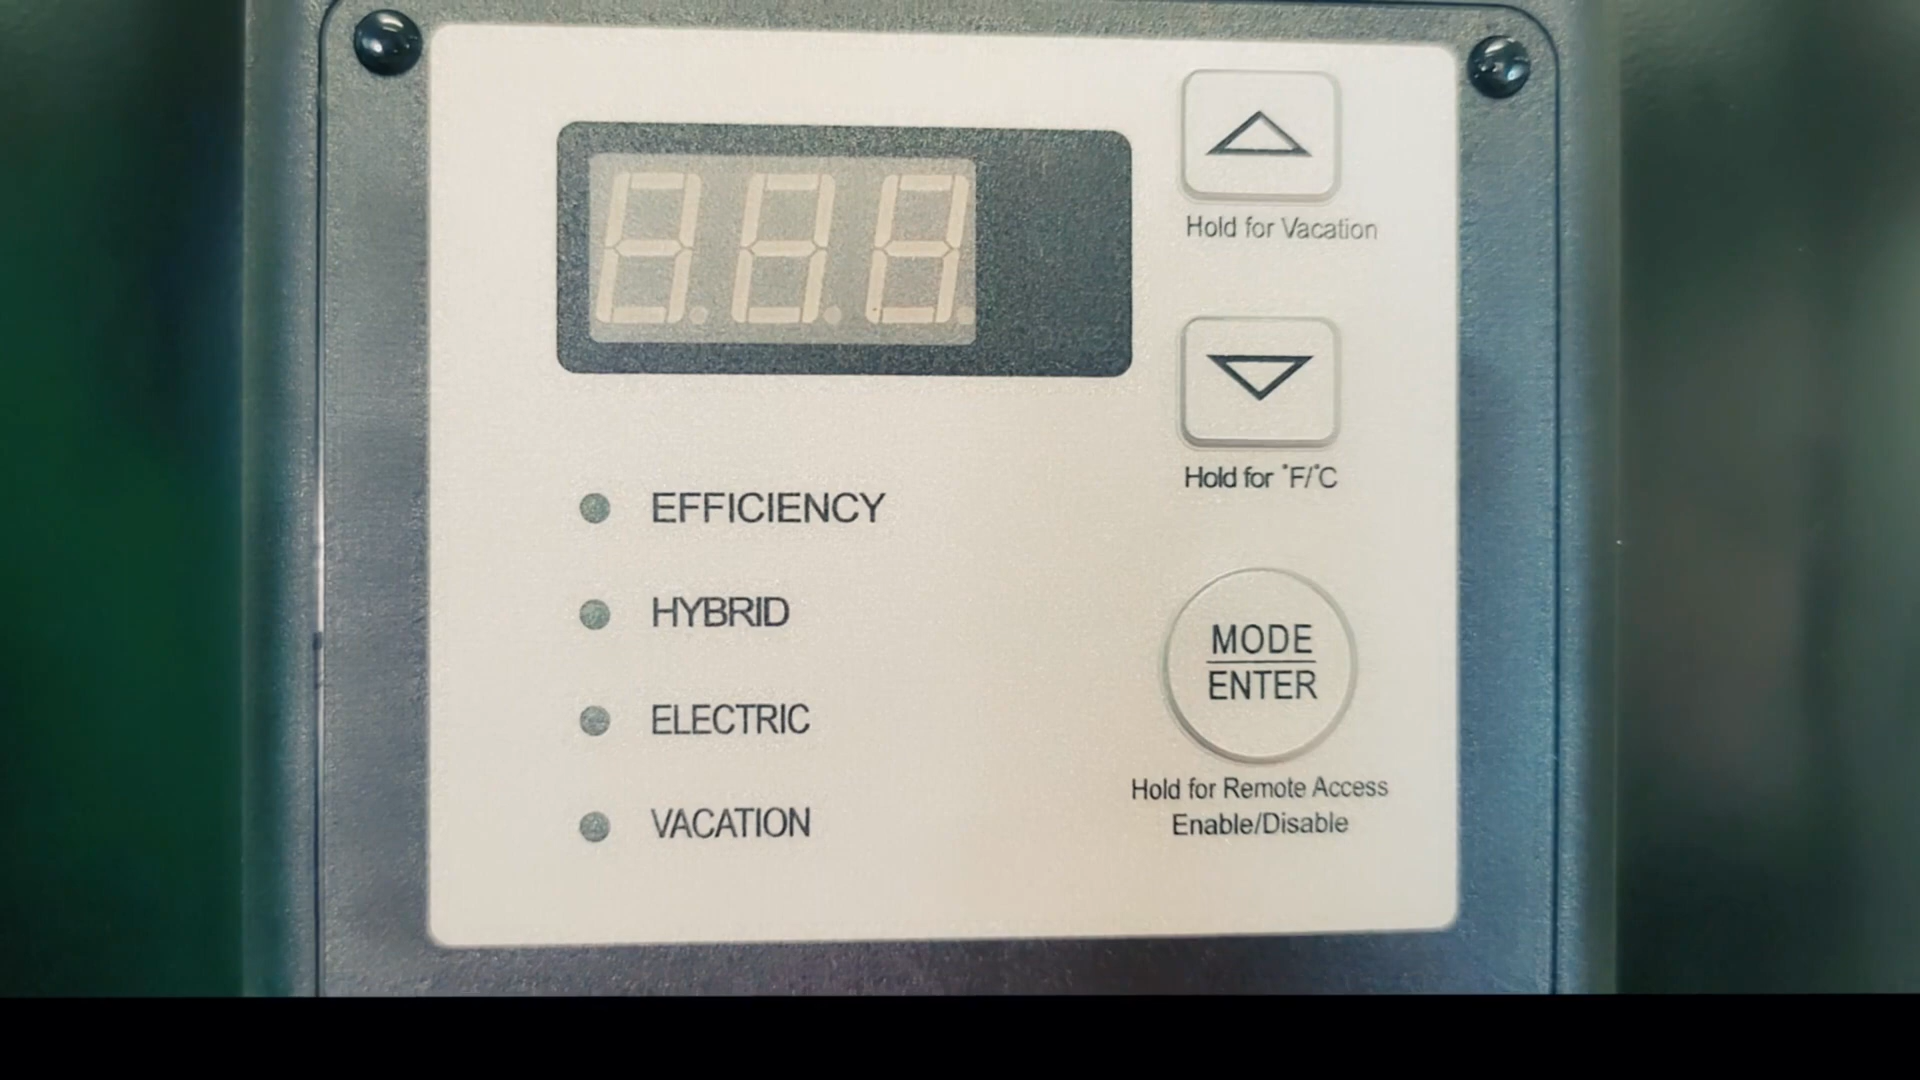 Hold for Vacation
Hold for °F/°C
EFFICIENCY
HYBRID
ELECTRIC
VACATION
MODE
ENTER
Hold for Remote Access
Enable/Disable